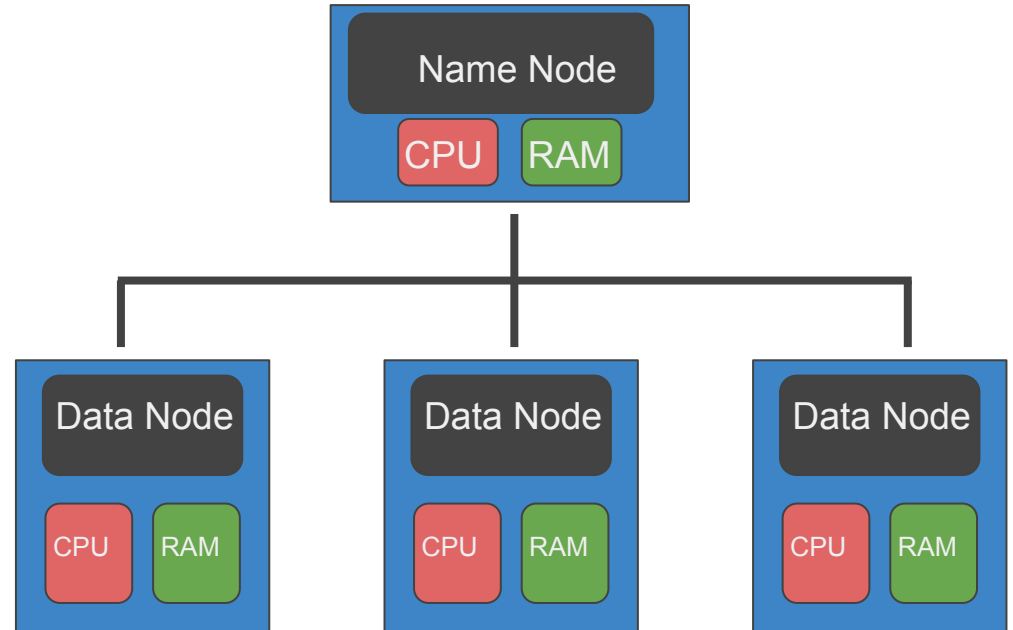 Name Node
CPU RAM
Data Node Data Node Data Node
CPU RAM CPU RAM CPU RAM